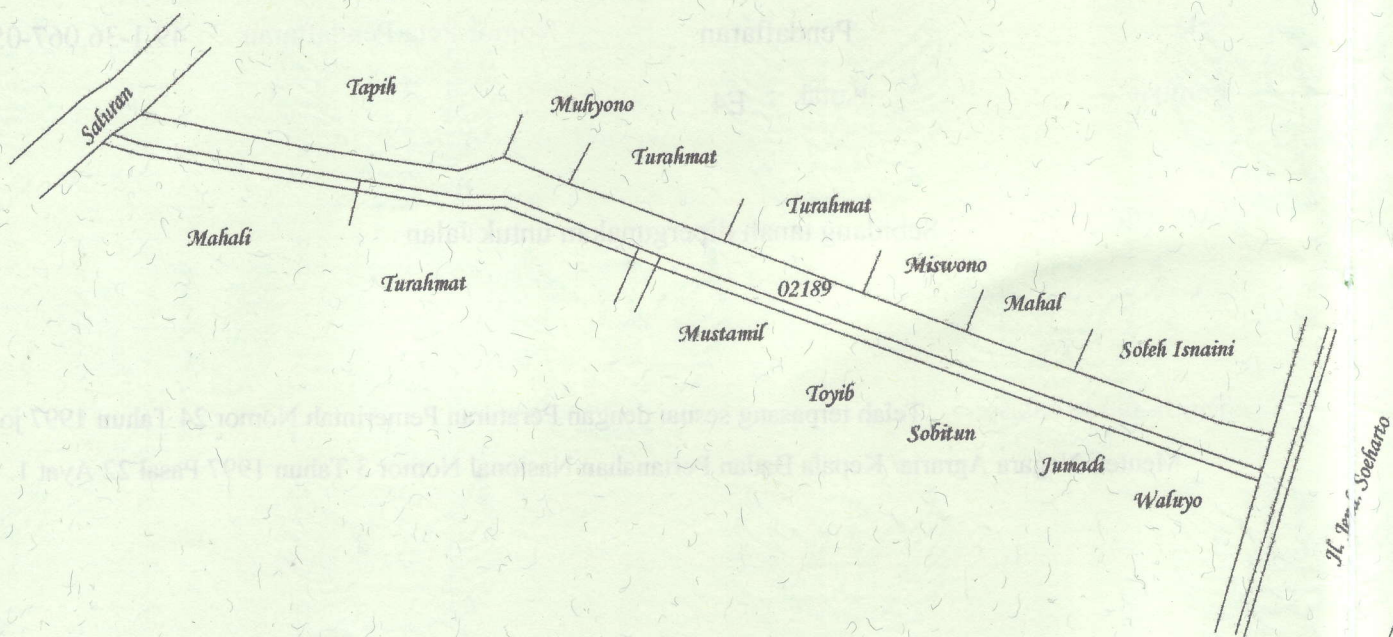 Saluran
Tapih
Muliyono
Turahmat
Turahmat
Miswono
Mahal
Soleh Isnaini
02189
Mahali
Turahmat
Mustamil
Toyib
Sobitun
Jumadi
Waluyo
Jl. Jend. Soeharto